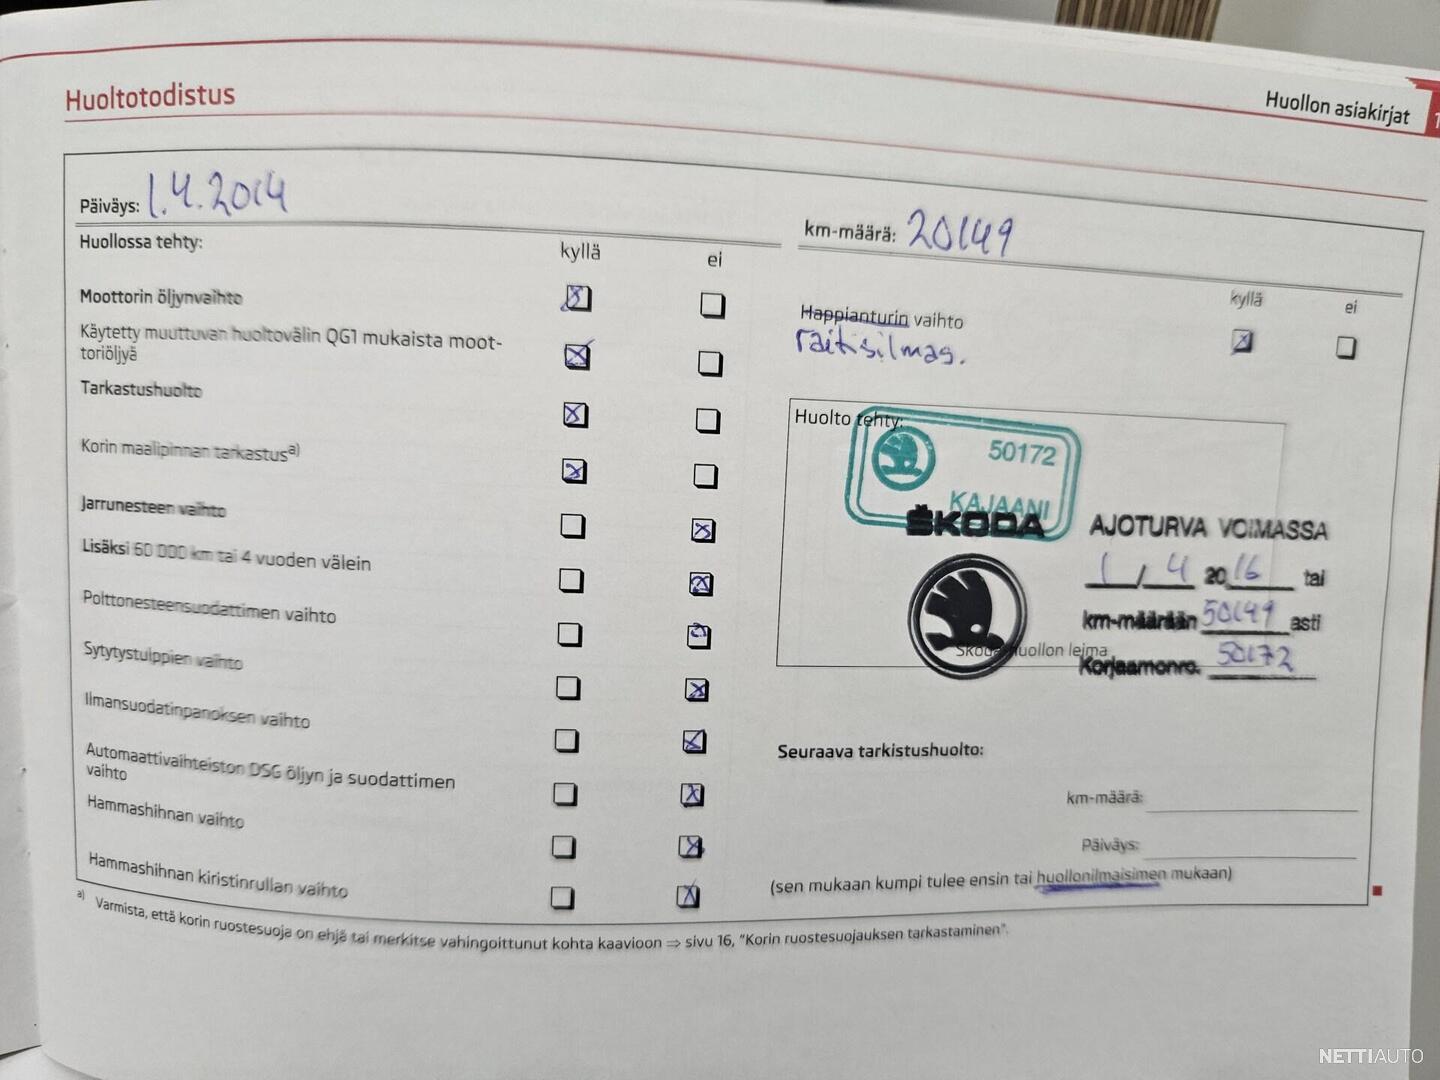 Huoltotodistus
Huollon asiakirjat
Päiväys: 1.4.2014
km-määrä: 20149
Huollossa tehty:
kyllä
ei
Moottorin öljynvaihto
Käytetty muuttuvan huoltovälin QG1 mukaista moot-
toriöljyä
Tarkastushuolto
Korin maalipinnan tarkastus a)
Jarrunesteen vaihto
Lisäksi 60 000 km tai 4 vuoden välein
Polttonesteensuodattimen vaihto
Sytytystulppien vaihto
Ilmansuodatinpanoksen vaihto
Automaattivaihteiston DSG öljyn ja suodattimen
vaihto
Hammashihnan vaihto
Hammashihnan kiristinrullan vaihto
kyllä
ei
Happianturin vaihto
raitisilmas.
Huolto tehty:
50172
KAJAANI
ŠKODA
AJOTURVA VOIMASSA
1 / 4 2016 tai
km-määrään 50149 asti
Škoda-huollon leima
Korjaamonro. 50172
Seuraava tarkistushuolto:
km-määrä:
Päiväys:
(sen mukaan kumpi tulee ensin tai huollonilmaisimen mukaan)
a) Varmista, että korin ruostesuoja on ehjä tai merkitse vahingoittunut kohta kaavioon ⇒ sivu 16, "Korin ruostesuojauksen tarkastaminen".
NETTIAUTO